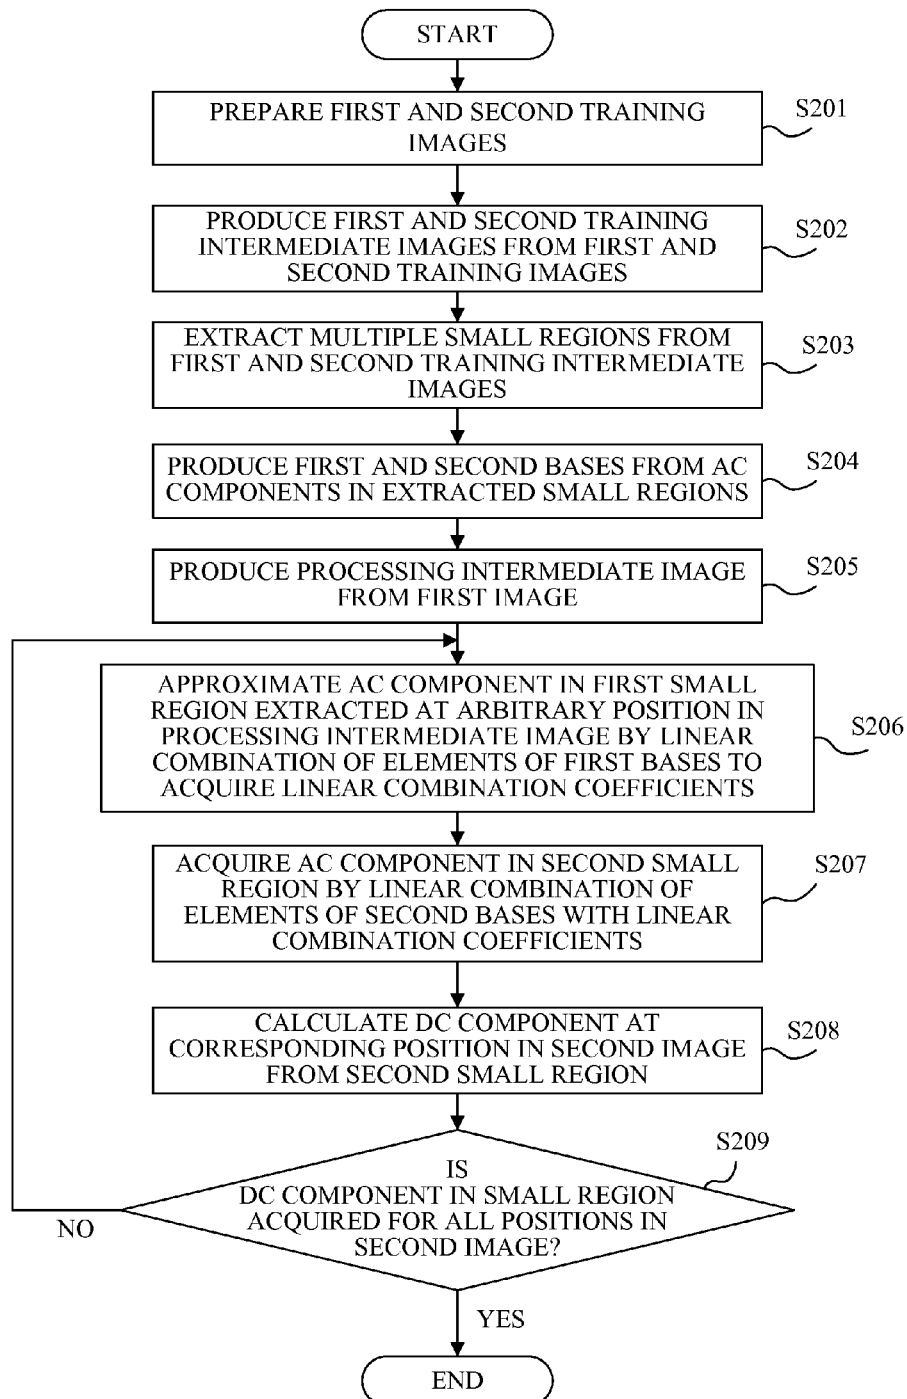 START
PREPARE FIRST AND SECOND TRAINING
IMAGES
S201
PRODUCE FIRST AND SECOND TRAINING
INTERMEDIATE IMAGES FROM FIRST AND
SECOND TRAINING IMAGES
S202
EXTRACT MULTIPLE SMALL REGIONS FROM
FIRST AND SECOND TRAINING INTERMEDIATE
IMAGES
S203
PRODUCE FIRST AND SECOND BASES FROM AC
COMPONENTS IN EXTRACTED SMALL REGIONS
S204
PRODUCE PROCESSING INTERMEDIATE IMAGE
FROM FIRST IMAGE
S205
APPROXIMATE AC COMPONENT IN FIRST SMALL
REGION EXTRACTED AT ARBITRARY POSITION IN
PROCESSING INTERMEDIATE IMAGE BY LINEAR
COMBINATION OF ELEMENTS OF FIRST BASES TO
ACQUIRE LINEAR COMBINATION COEFFICIENTS
S206
ACQUIRE AC COMPONENT IN SECOND SMALL
REGION BY LINEAR COMBINATION OF
ELEMENTS OF SECOND BASES WITH LINEAR
COMBINATION COEFFICIENTS
S207
CALCULATE DC COMPONENT AT
CORRESPONDING POSITION IN SECOND IMAGE
FROM SECOND SMALL REGION
S208
IS
DC COMPONENT IN SMALL REGION
ACQUIRED FOR ALL POSITIONS IN
SECOND IMAGE?
S209
NO
YES
END